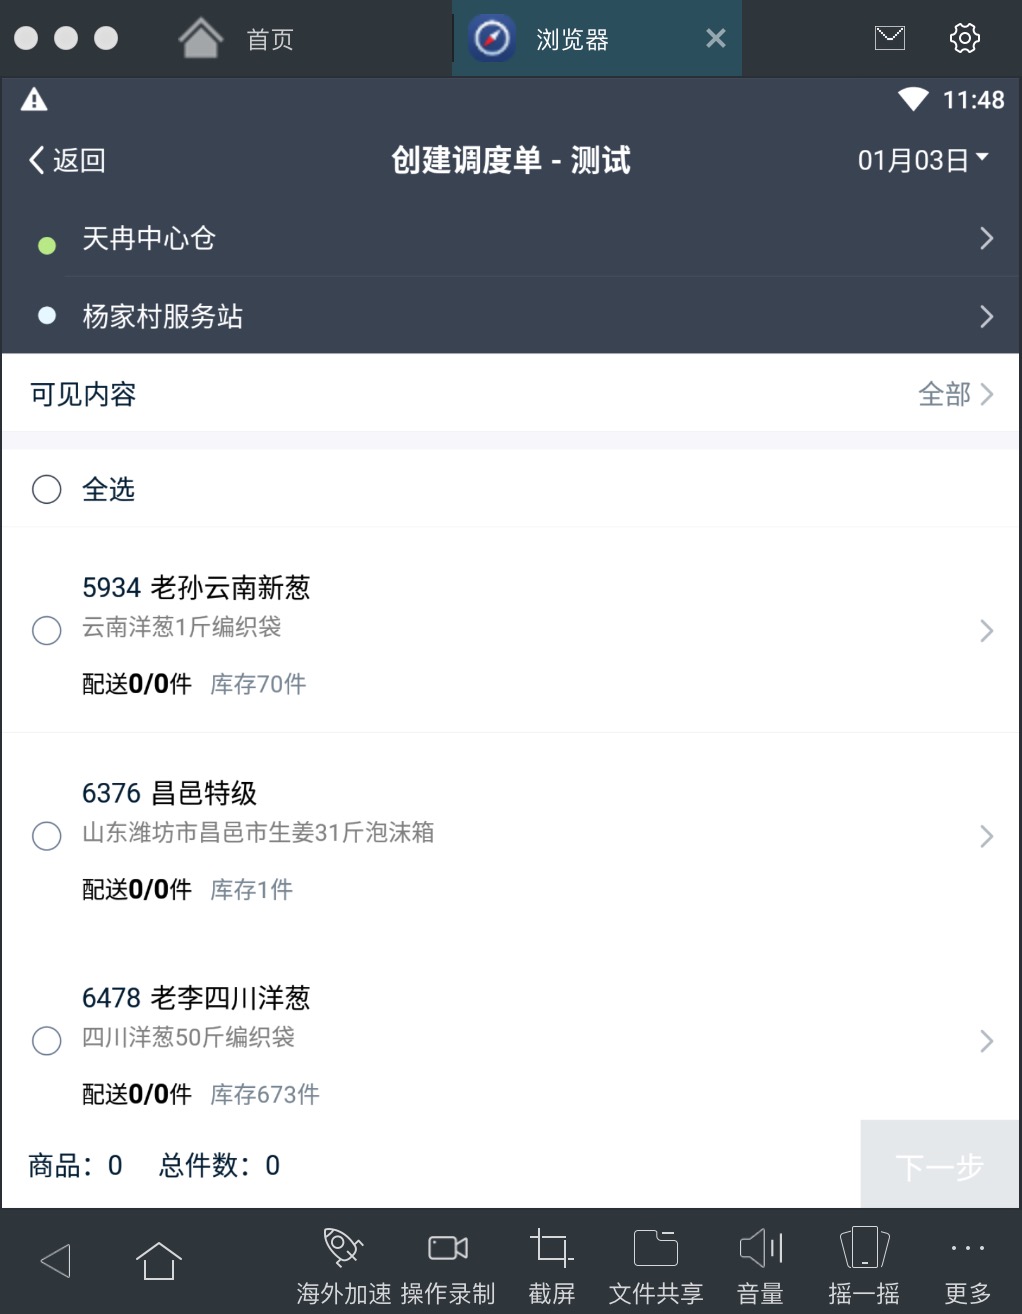 首页
浏览器
11:48
返回
创建调度单 - 测试
01月03日
天冉中心仓
杨家村服务站
可见内容
全部
全选
5934 老孙云南新葱
云南洋葱1斤编织袋
配送0/0件 库存70件
6376 昌邑特级
山东潍坊市昌邑市生姜31斤泡沫箱
配送0/0件 库存1件
6478 老李四川洋葱
四川洋葱50斤编织袋
配送0/0件 库存673件
商品：0 总件数：0
下一步
海外加速 操作录制 截屏 文件共享 音量 摇一摇 更多